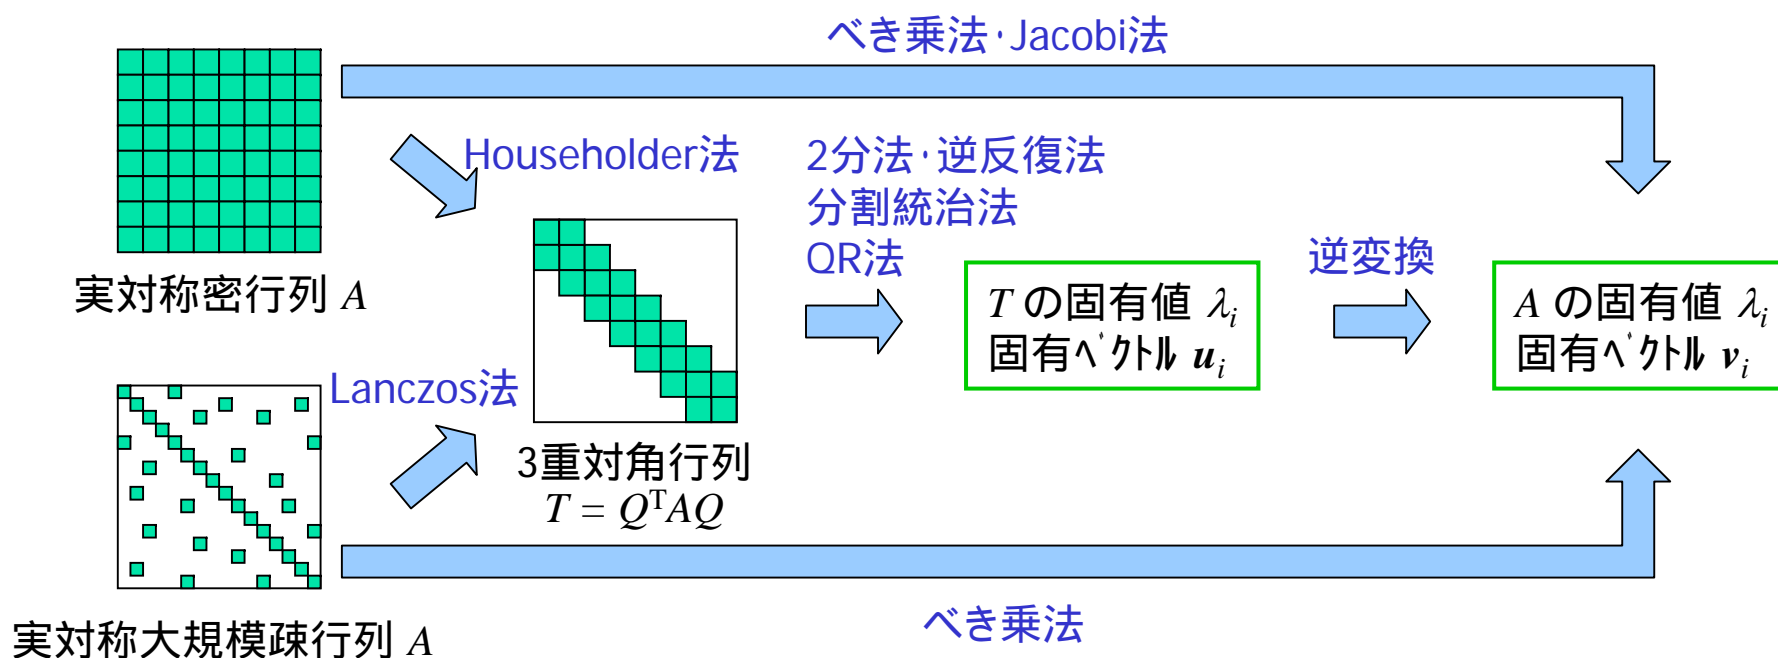 べき乗法・Jacobi法
Householder法
2分法・逆反復法
分割統治法
QR法
逆変換
実対称密行列 A
T の固有値 λi
固有ベクトル ui
A の固有値 λi
固有ベクトル vi
Lanczos法
3重対角行列
T = QTAQ
べき乗法
実対称大規模疎行列 A